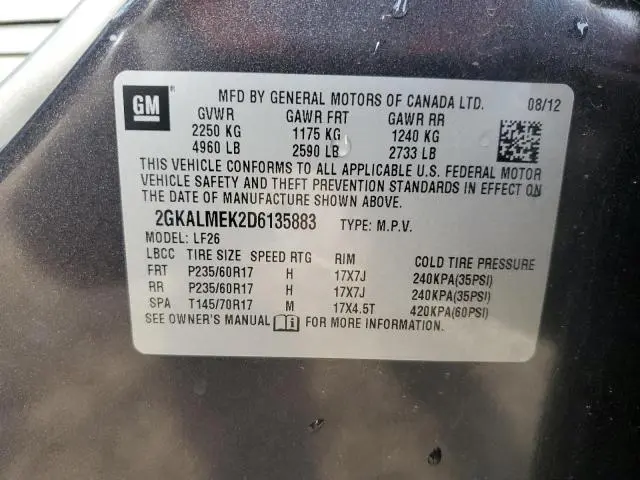 GM
MFD BY GENERAL MOTORS OF CANADA LTD. 08/12
GVWR GAWR FRT GAWR RR
2250 KG 1175 KG 1240 KG
4960 LB 2590 LB 2733 LB
THIS VEHICLE CONFORMS TO ALL APPLICABLE U.S. FEDERAL MOTOR
VEHICLE SAFETY AND THEFT PREVENTION STANDARDS IN EFFECT ON
THE DATE OF MANUFACTURE SHOWN ABOVE.
2GKALMEK2D6135883 TYPE: M.P.V.
MODEL: LF26
LBCC TIRE SIZE SPEED RTG RIM COLD TIRE PRESSURE
FRT P235/60R17 H 17X7J 240KPA(35PSI)
RR P235/60R17 H 17X7J 240KPA(35PSI)
SPA T145/70R17 M 17X4.5T 420KPA(60PSI)
SEE OWNER'S MANUAL FOR MORE INFORMATION.